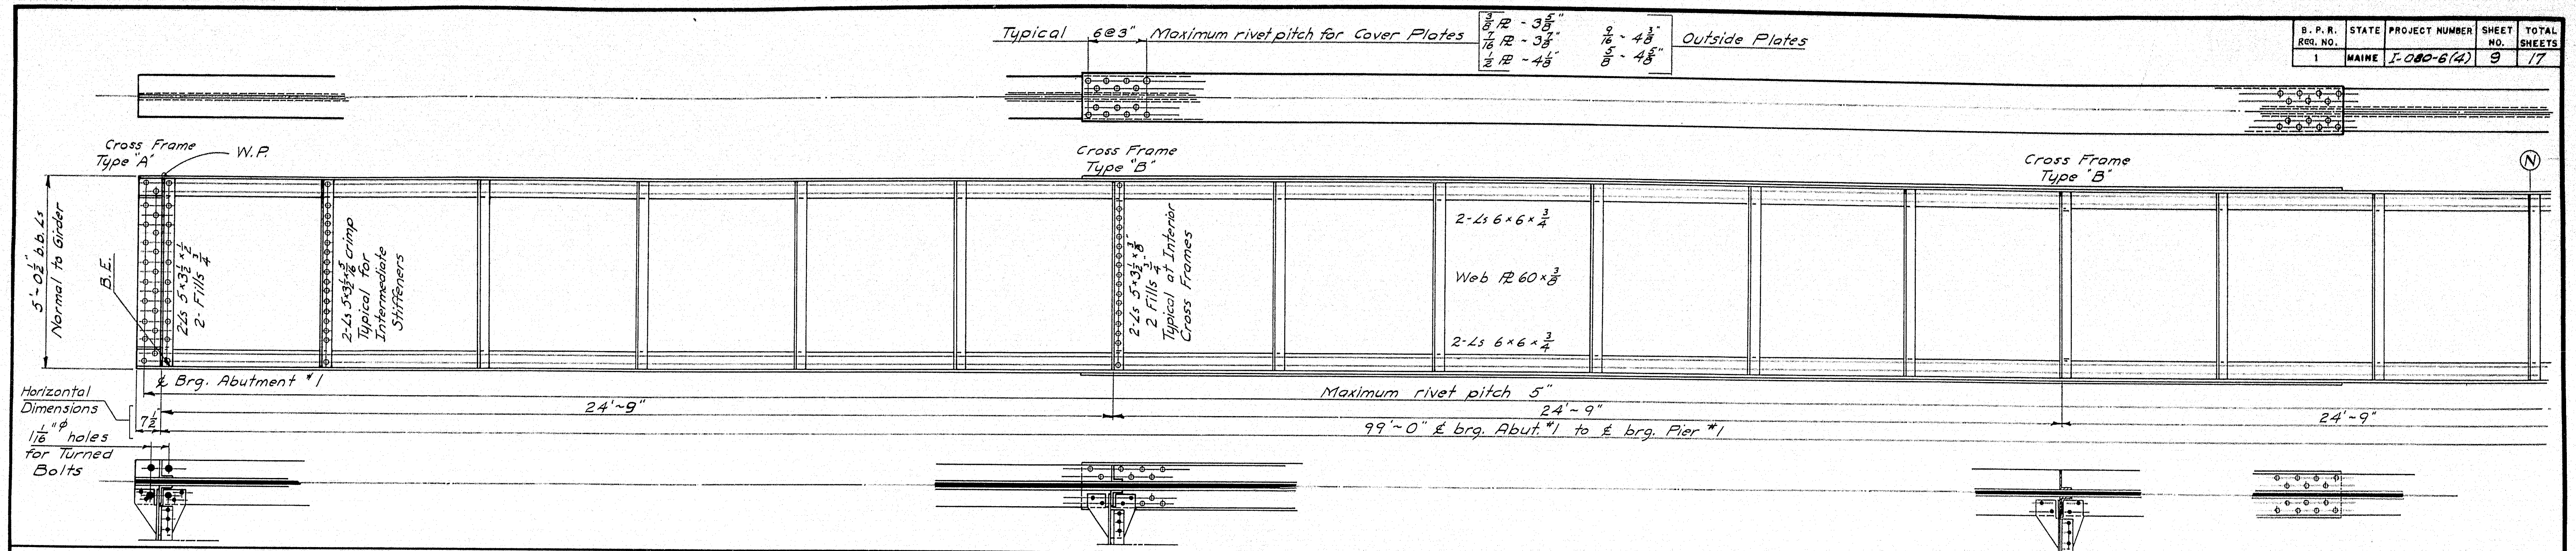 Typical 6@3" Maximum rivet pitch for Cover Plates
3/8 PL - 3 5/8"
7/16 PL - 3 7/8" 9/16 - 4 3/8"
1/2 PL - 4 1/8" 5/8 - 4 5/8"
Outside Plates
B.P.R. REG. NO. STATE PROJECT NUMBER SHEET NO. TOTAL SHEETS
1 MAINE I-080-6(4) 9 17
Cross Frame
Type "A"
W.P.
Cross Frame
Type "B"
Cross Frame
Type "B"
N
5'-0 1/2" b.b. Ls
Normal to Girder
B.E.
2 Ls 5×3 1/2×1/2
2- Fills 3/4
2-Ls 5×3 1/2×5/16 crimp
Typical for
Intermediate
Stiffeners
2-Ls 5×3 1/2×3/8"
2 Fills 3/4
Typical at Interior
Cross Frames
2-Ls 6×6×3/4
Web PL 60×3/8
2-Ls 6×6×3/4
℄ Brg. Abutment #1
Maximum rivet pitch 5"
Horizontal
Dimensions
7 1/2"
24'~9"
24'~9"
24'~9"
99'~0" ℄ brg. Abut. #1 to ℄ brg. Pier #1
1 1/16"φ holes
for Turned
Bolts